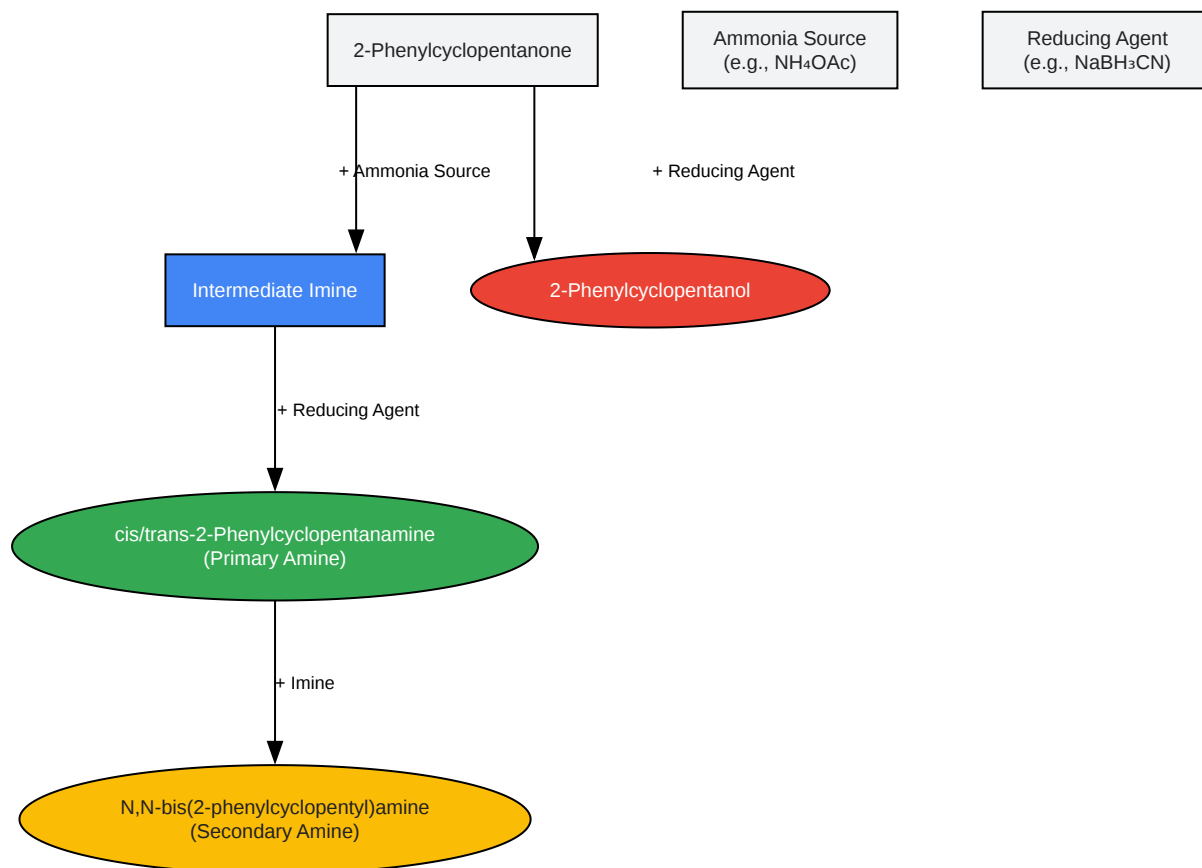 2-Phenylcyclopentanone
Ammonia Source
(e.g., NH₄OAc)
Reducing Agent
(e.g., NaBH₃CN)
+ Ammonia Source
+ Reducing Agent
Intermediate Imine
2-Phenylcyclopentanol
+ Reducing Agent
cis/trans-2-Phenylcyclopentanamine
(Primary Amine)
+ Imine
N,N-bis(2-phenylcyclopentyl)amine
(Secondary Amine)